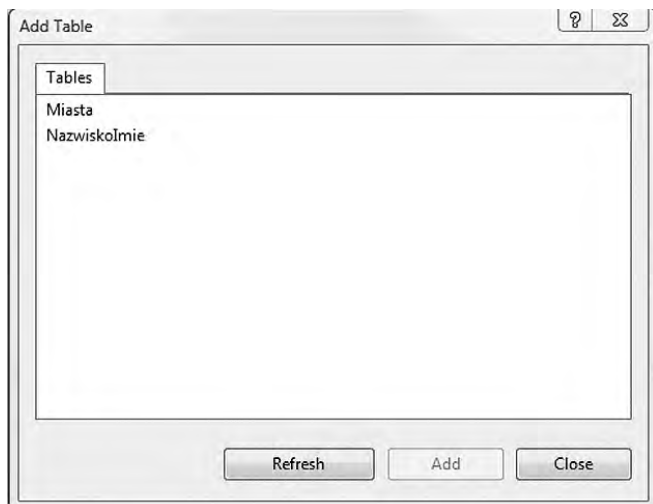 Add Table
Tables
Miasta
NazwiskoImie
Refresh Add Close